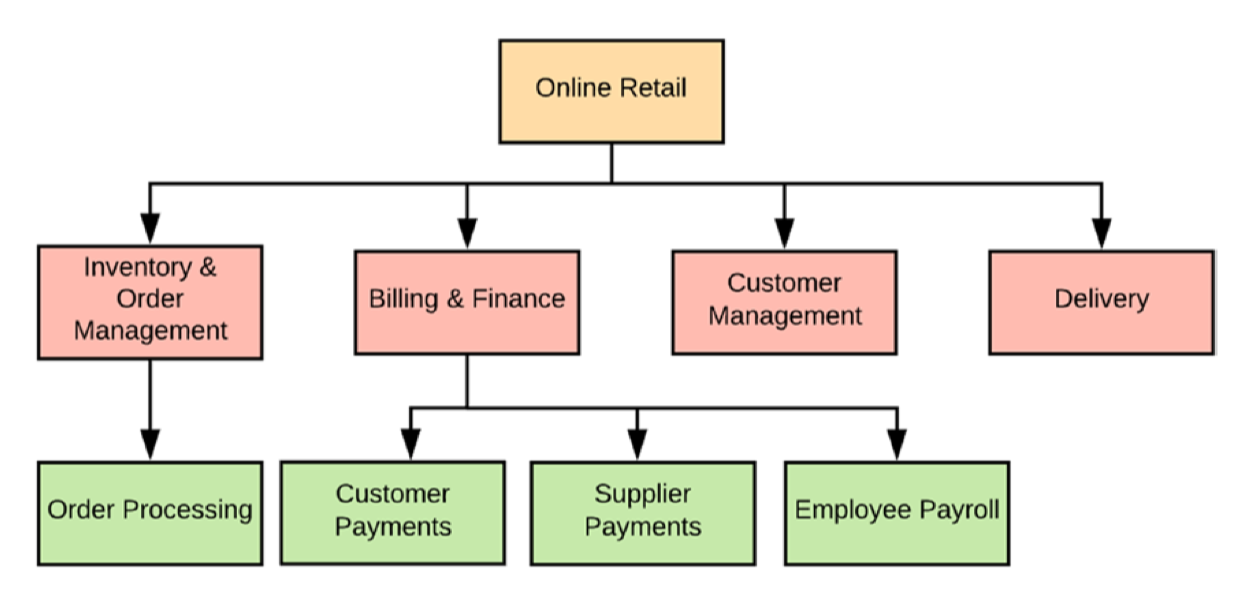 Online Retail
Inventory &
Order
Management
Billing & Finance
Customer
Management
Delivery
Order Processing
Customer
Payments
Supplier
Payments
Employee Payroll